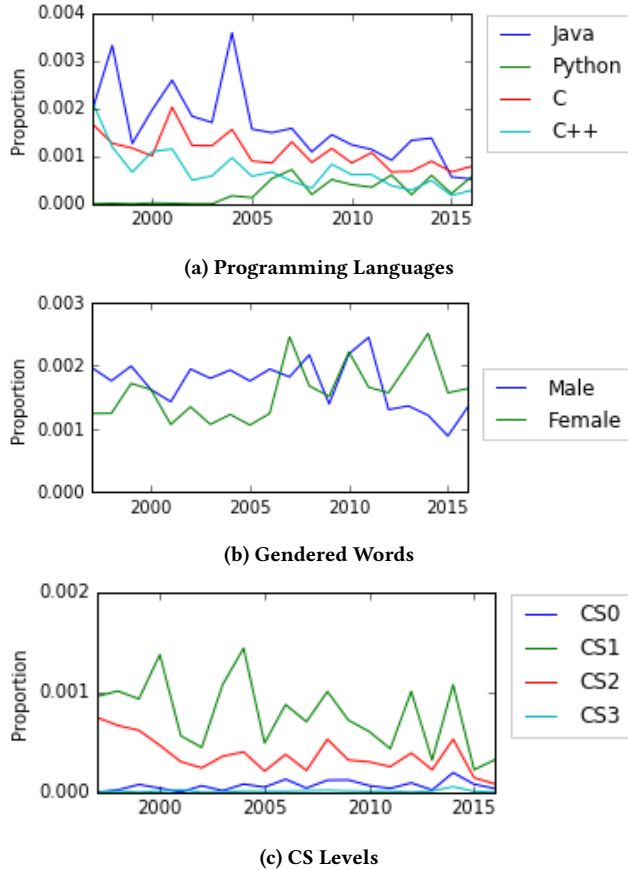 0.004
0.003
0.002
0.001
0.000
Proportion
2000 2005 2010 2015
Java
Python
C
C++
(a) Programming Languages
0.003
0.002
0.001
0.000
Proportion
2000 2005 2010 2015
Male
Female
(b) Gendered Words
0.002
0.001
0.000
Proportion
2000 2005 2010 2015
CS0
CS1
CS2
CS3
(c) CS Levels